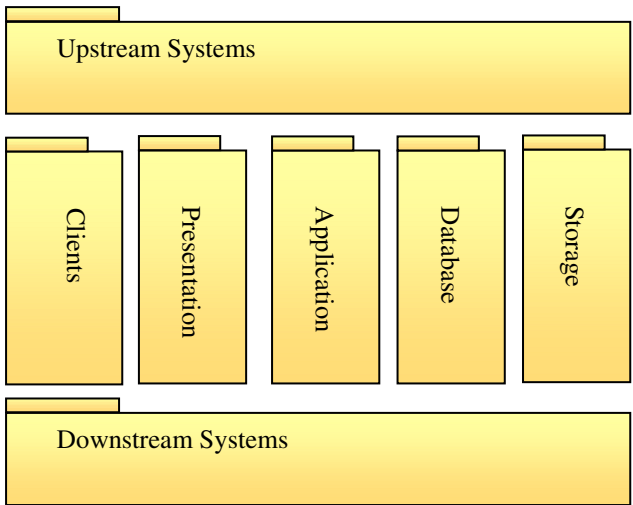 Upstream Systems
Clients
Presentation
Application
Database
Storage
Downstream Systems